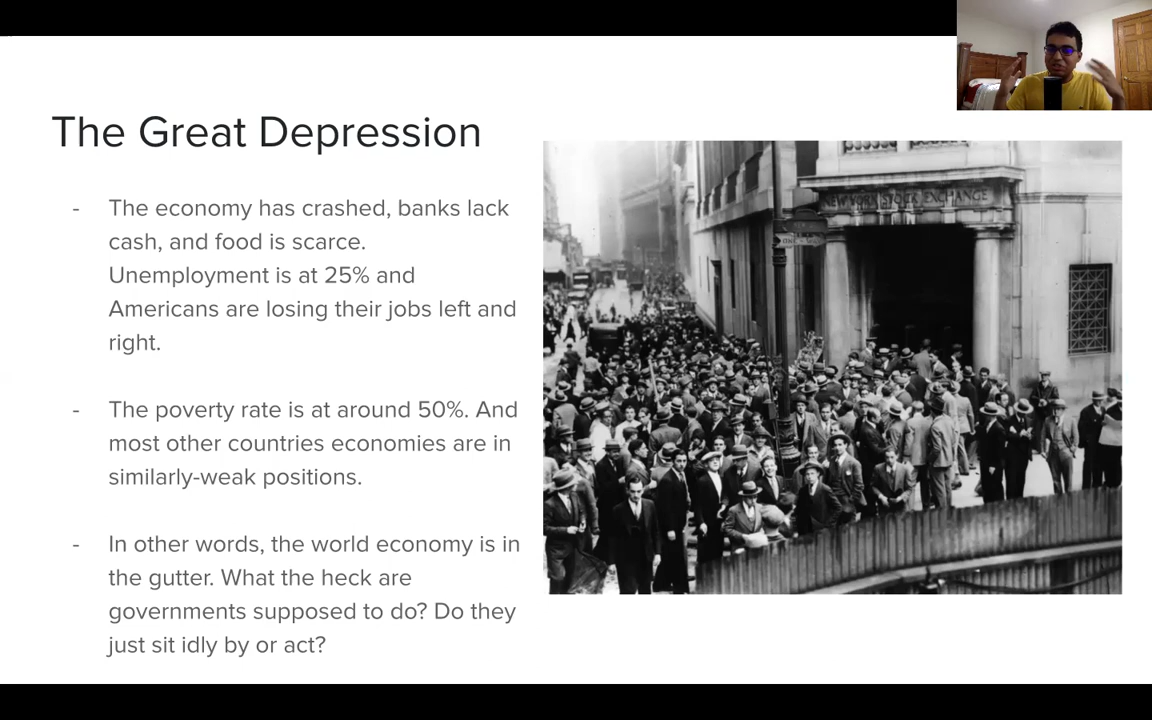 The Great Depression
- The economy has crashed, banks lack
cash, and food is scarce.
Unemployment is at 25% and
Americans are losing their jobs left and
right.
- The poverty rate is at around 50%. And
most other countries economies are in
similarly-weak positions.
- In other words, the world economy is in
the gutter. What the heck are
governments supposed to do? Do they
just sit idly by or act?
NEW YORK STOCK EXCHANGE